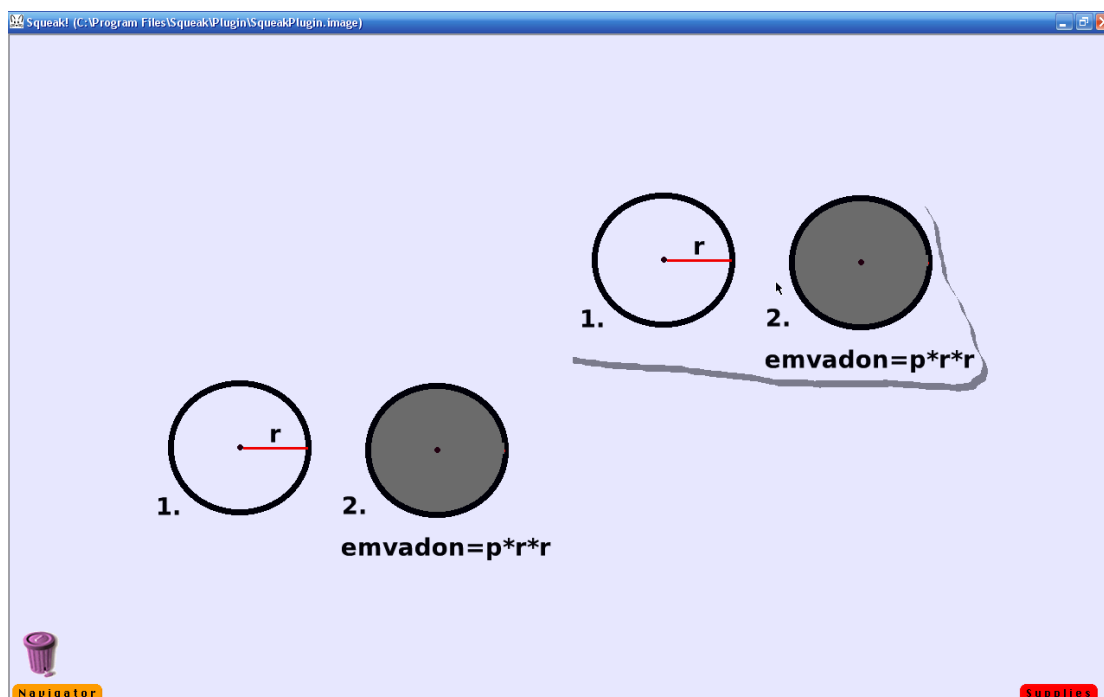 Squeak! (C:\Program Files\Squeak\Plugin\SqueakPlugin.image)
r
1.
2.
emvadon=p*r*r
r
1.
2.
emvadon=p*r*r
Navigator
Supplies